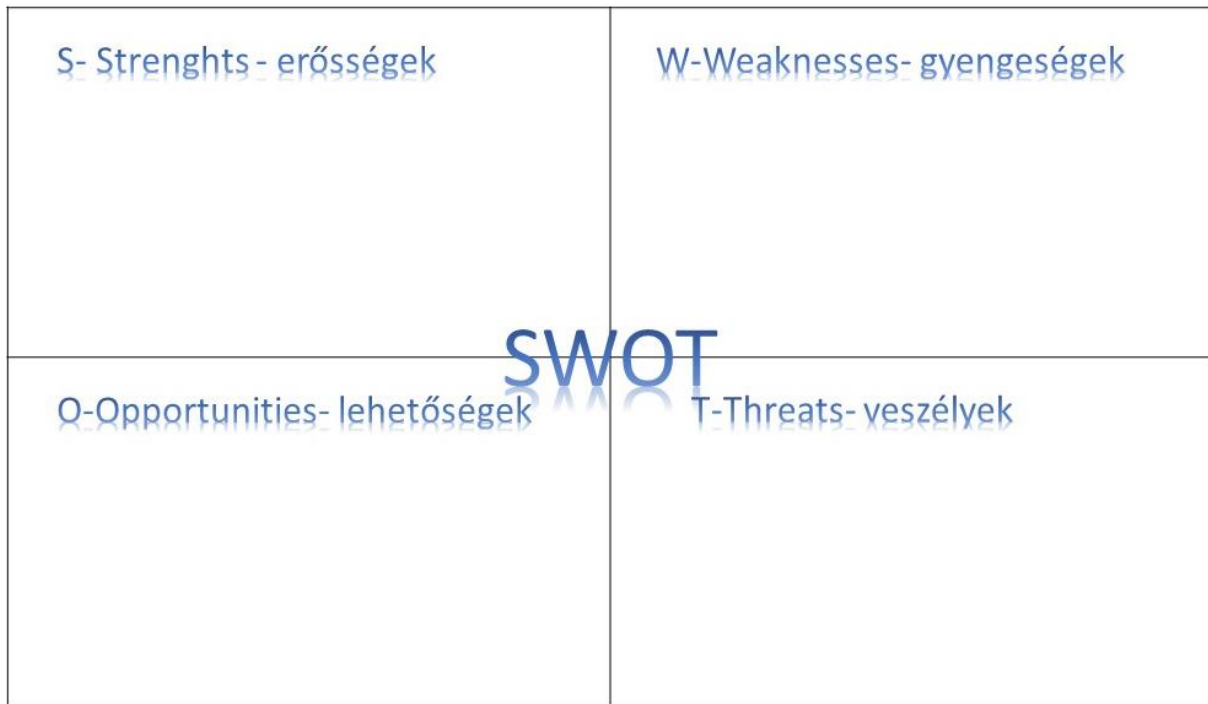 S- Strenghts - erősségek
W-Weaknesses- gyengeségek
SWOT
O-Opportunities- lehetőségek
T-Threats- veszélyek